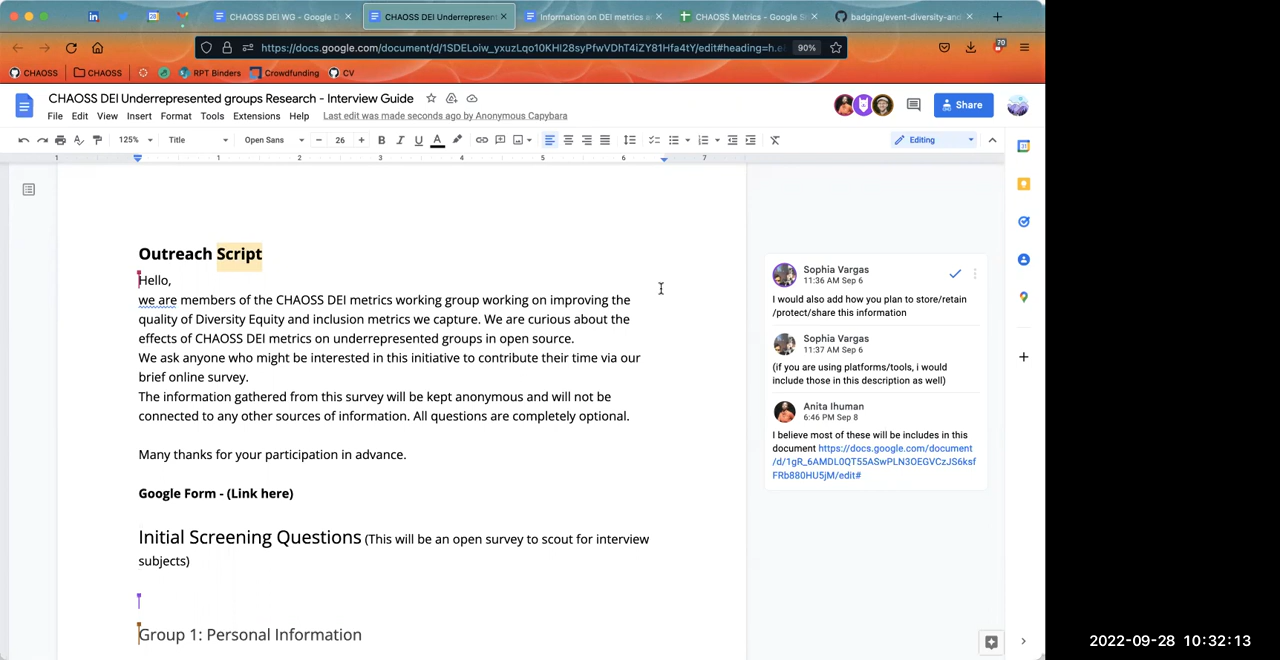 CHAOSS DEI WG - Google D
CHAOSS DEI Underrepresent
Information on DEI metrics a
CHAOSS Metrics - Google S
badging/event-diversity-and
https://docs.google.com/document/d/1SDELoiw_yxuzLqo10KHI28syPfwVDhT4iZY81Hfa4tY/edit#heading=h.e
90%
70
CHAOSS
CHAOSS
RPT Binders
Crowdfunding
CV
CHAOSS DEI Underrepresented groups Research - Interview Guide
Share
File Edit View Insert Format Tools Extensions Help Last edit was made seconds ago by Anonymous Capybara
125% Title Open Sans 26 Editing
1 1 2 3 4 5 6 7
Outreach Script
Hello,
we are members of the CHAOSS DEI metrics working group working on improving the
quality of Diversity Equity and inclusion metrics we capture. We are curious about the
effects of CHAOSS DEI metrics on underrepresented groups in open source.
We ask anyone who might be interested in this initiative to contribute their time via our
brief online survey.
The information gathered from this survey will be kept anonymous and will not be
connected to any other sources of information. All questions are completely optional.
Many thanks for your participation in advance.
Google Form - (Link here)
Initial Screening Questions (This will be an open survey to scout for interview
subjects)
Group 1: Personal Information
Sophia Vargas
11:36 AM Sep 6
I would also add how you plan to store/retain
/protect/share this information
Sophia Vargas
11:37 AM Sep 6
(if you are using platforms/tools, i would
include those in this description as well)
Anita Ihuman
6:46 PM Sep 8
I believe most of these will be includes in this
document https://docs.google.com/document
/d/1gR_6AMDL0QT55ASwPLN3OEGVCzJS6ksf
FRb880HU5jM/edit#
2022-09-28 10:32:13